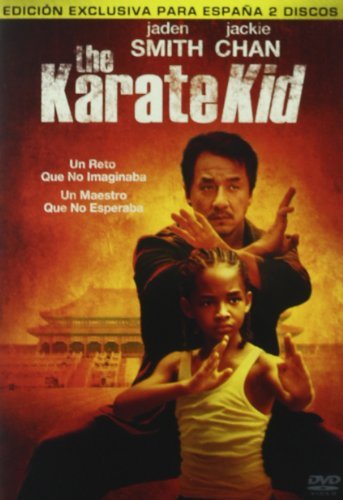 EDICIÓN EXCLUSIVA PARA ESPAÑA 2 DISCOS
jaden jackie
SMITH CHAN
the
Karate Kid
Un Reto
Que No Imaginaba
Un Maestro
Que No Esperaba
DVD
VIDEO